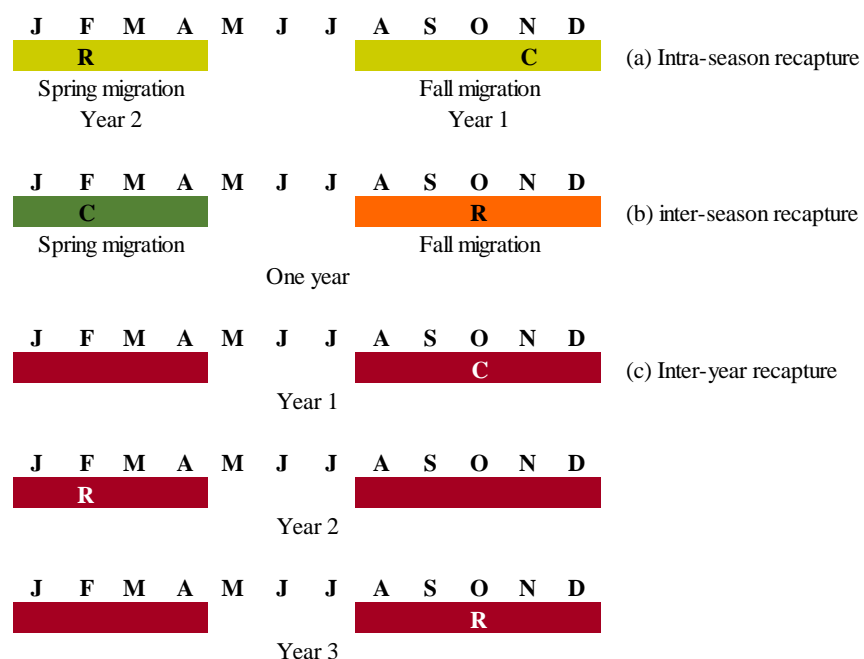 J F M A M J J A S O N D
R C (a) Intra-season recapture
Spring migration Fall migration
Year 2 Year 1
J F M A M J J A S O N D
C R (b) inter-season recapture
Spring migration Fall migration
One year
J F M A M J J A S O N D
C (c) Inter-year recapture
Year 1
J F M A M J J A S O N D
R
Year 2
J F M A M J J A S O N D
R
Year 3